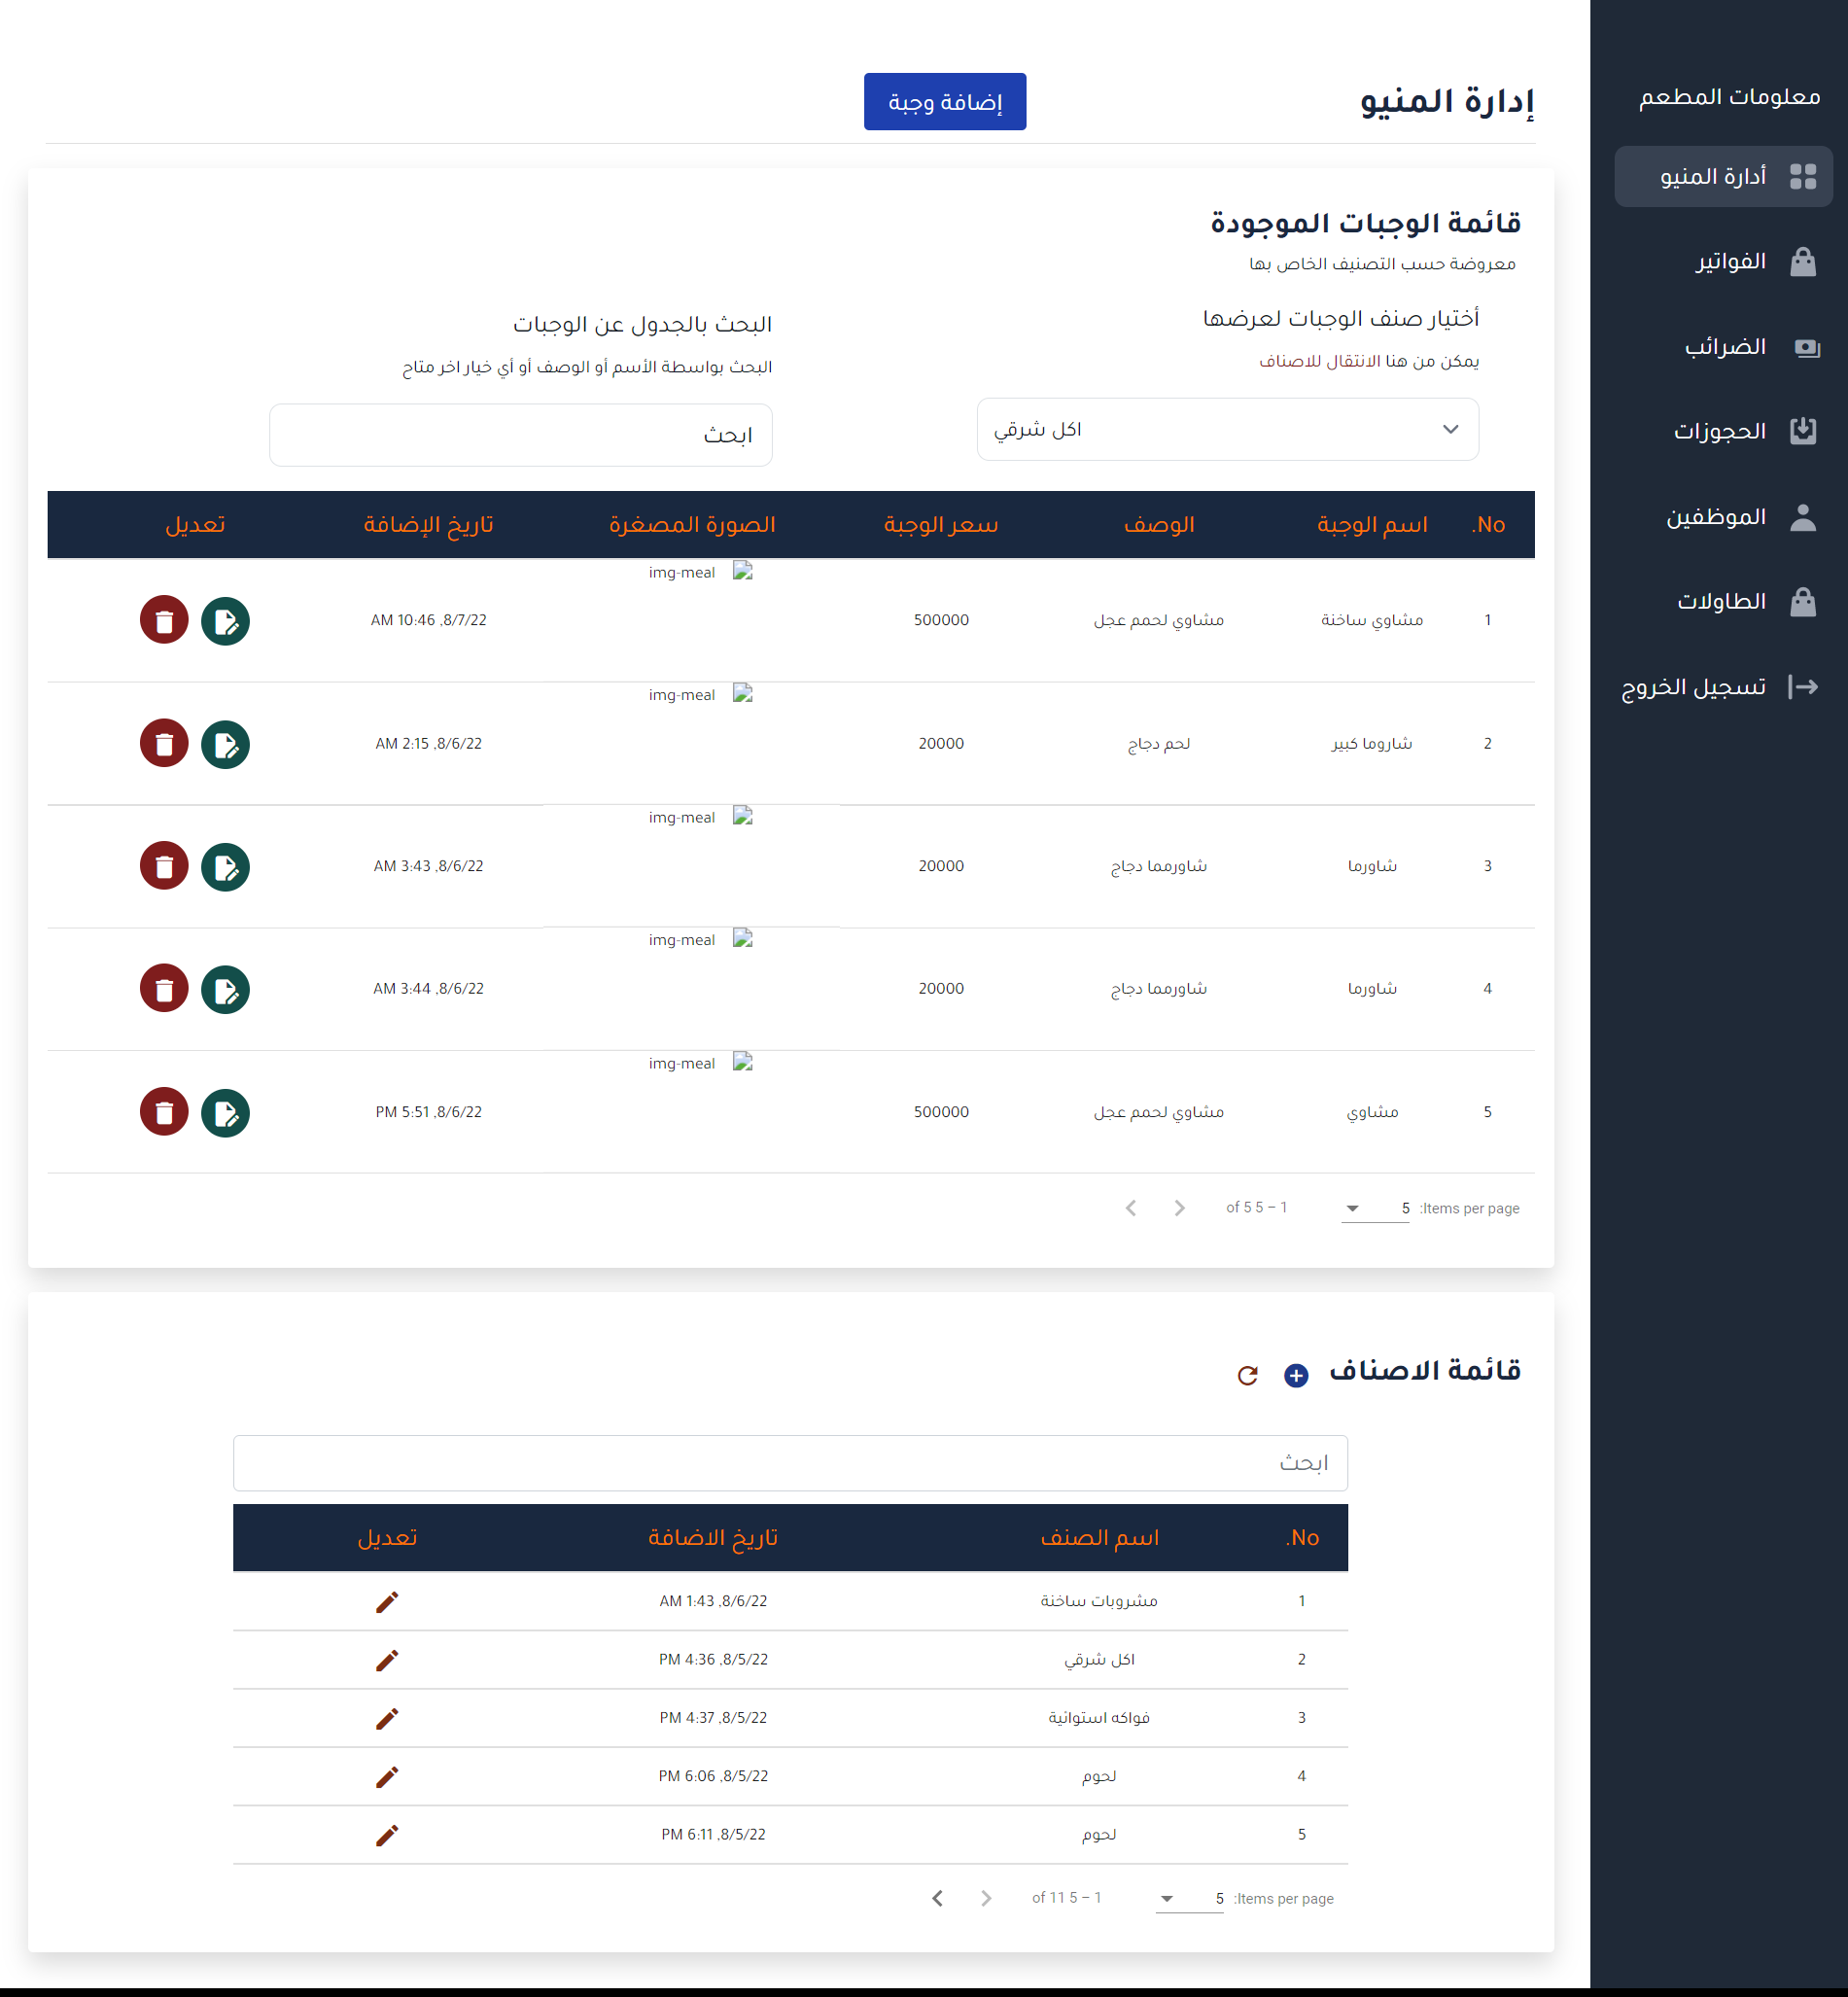 معلومات المطعم
أدارة المنيو
الفواتير
الضرائب
الحجوزات
الموظفين
الطاولات
تسجيل الخروج
إدارة المنيو
إضافة وجبة
قائمة الوجبات الموجودة
معروضة حسب التصنيف الخاص بها
أختيار صنف الوجبات لعرضها
يمكن من هنا الانتقال للاصناف
اكل شرقي
البحث بالجدول عن الوجبات
البحث بواسطة الأسم أو الوصف أو أي خيار اخر متاح
ابحث
No. اسم الوجبة الوصف سعر الوجبة الصورة المصغرة تاريخ الإضافة تعديل
1 مشاوي ساخنة مشاوي لحمم عجل 500000 img-meal 8/7/22, 10:46 AM
2 شاروما كبير لحم دجاج 20000 img-meal 8/6/22, 2:15 AM
3 شاورما شاورمما دجاج 20000 img-meal 8/6/22, 3:43 AM
4 شاورما شاورمما دجاج 20000 img-meal 8/6/22, 3:44 AM
5 مشاوي مشاوي لحمم عجل 500000 img-meal 8/6/22, 5:51 PM
Items per page: 5 1 – 5 of 5
قائمة الاصناف
ابحث
No. اسم الصنف تاريخ الاضافة تعديل
1 مشروبات ساخنة 8/6/22, 1:43 AM
2 اكل شرقي 8/5/22, 4:36 PM
3 فواكه استوائية 8/5/22, 4:37 PM
4 لحوم 8/5/22, 6:06 PM
5 لحوم 8/5/22, 6:11 PM
Items per page: 5 1 – 5 of 11